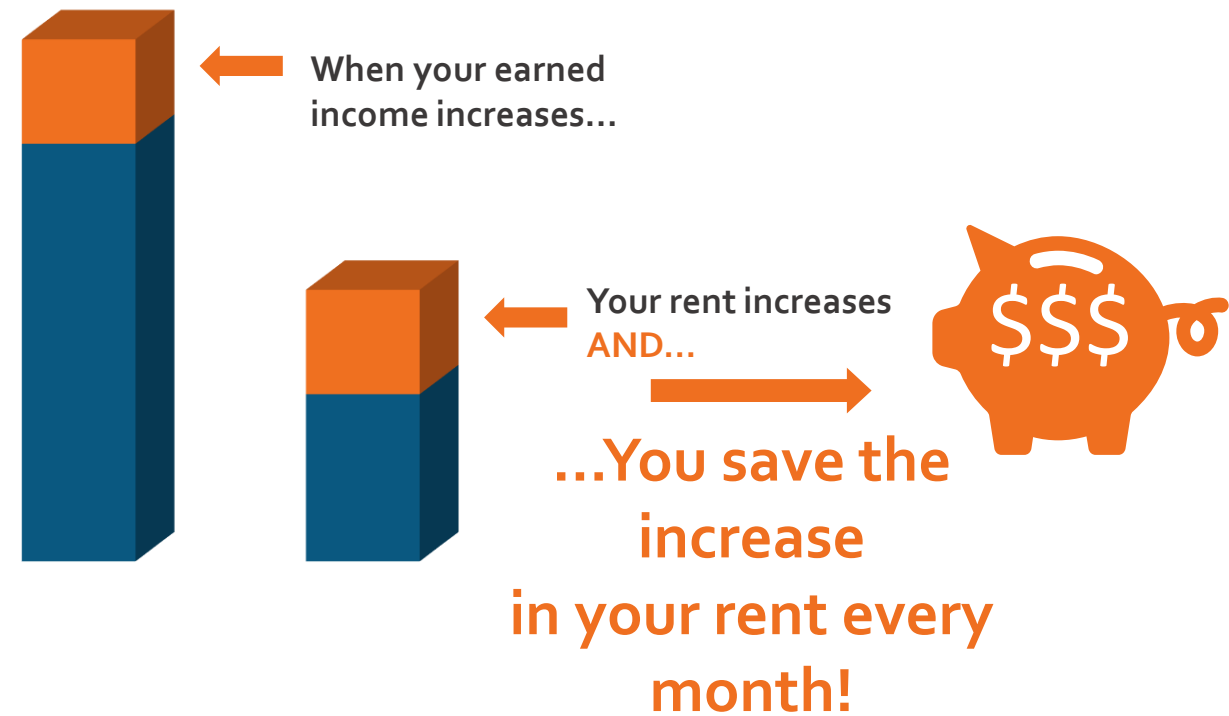 When your earned
income increases...
Your rent increases
AND...
$$$
...You save the
increase
in your rent every
month!